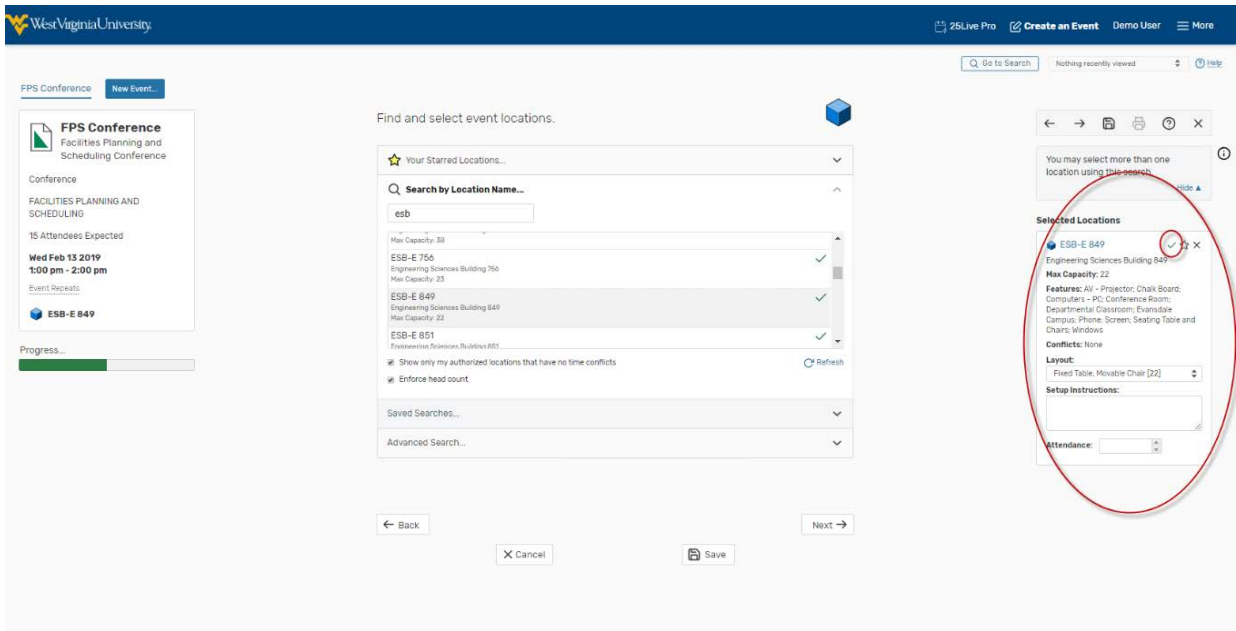 WestVirginiaUniversity.
25Live Pro Create an Event Demo User More
Go to Search Nothing recently viewed Help
FPS Conference New Event...
FPS Conference
Facilities Planning and
Scheduling Conference
Conference
FACILITIES PLANNING AND
SCHEDULING
15 Attendees Expected
Wed Feb 13 2019
1:00 pm - 2:00 pm
Event Repeats
ESB-E 849
Progress...
Find and select event locations.
Your Starred Locations...
Search by Location Name...
esb
Max Capacity: 30
ESB-E 756
Engineering Sciences Building 756
Max Capacity: 23
ESB-E 849
Engineering Sciences Building 849
Max Capacity: 22
ESB-E 851
Engineering Sciences Building 851
Show only my authorized locations that have no time conflicts
Refresh
Enforce head count
Saved Searches...
Advanced Search...
Back
Next
Cancel
Save
You may select more than one
location using this search.
Hide
Selected Locations
ESB-E 849
Engineering Sciences Building 849
Max Capacity: 22
Features: AV - Projector; Chalk Board;
Computers - PC; Conference Room;
Departmental Classroom; Evansdale
Campus; Phone; Screen; Seating Table and
Chairs; Windows
Conflicts: None
Layout:
Fixed Table, Movable Chair [22]
Setup Instructions:
Attendance: